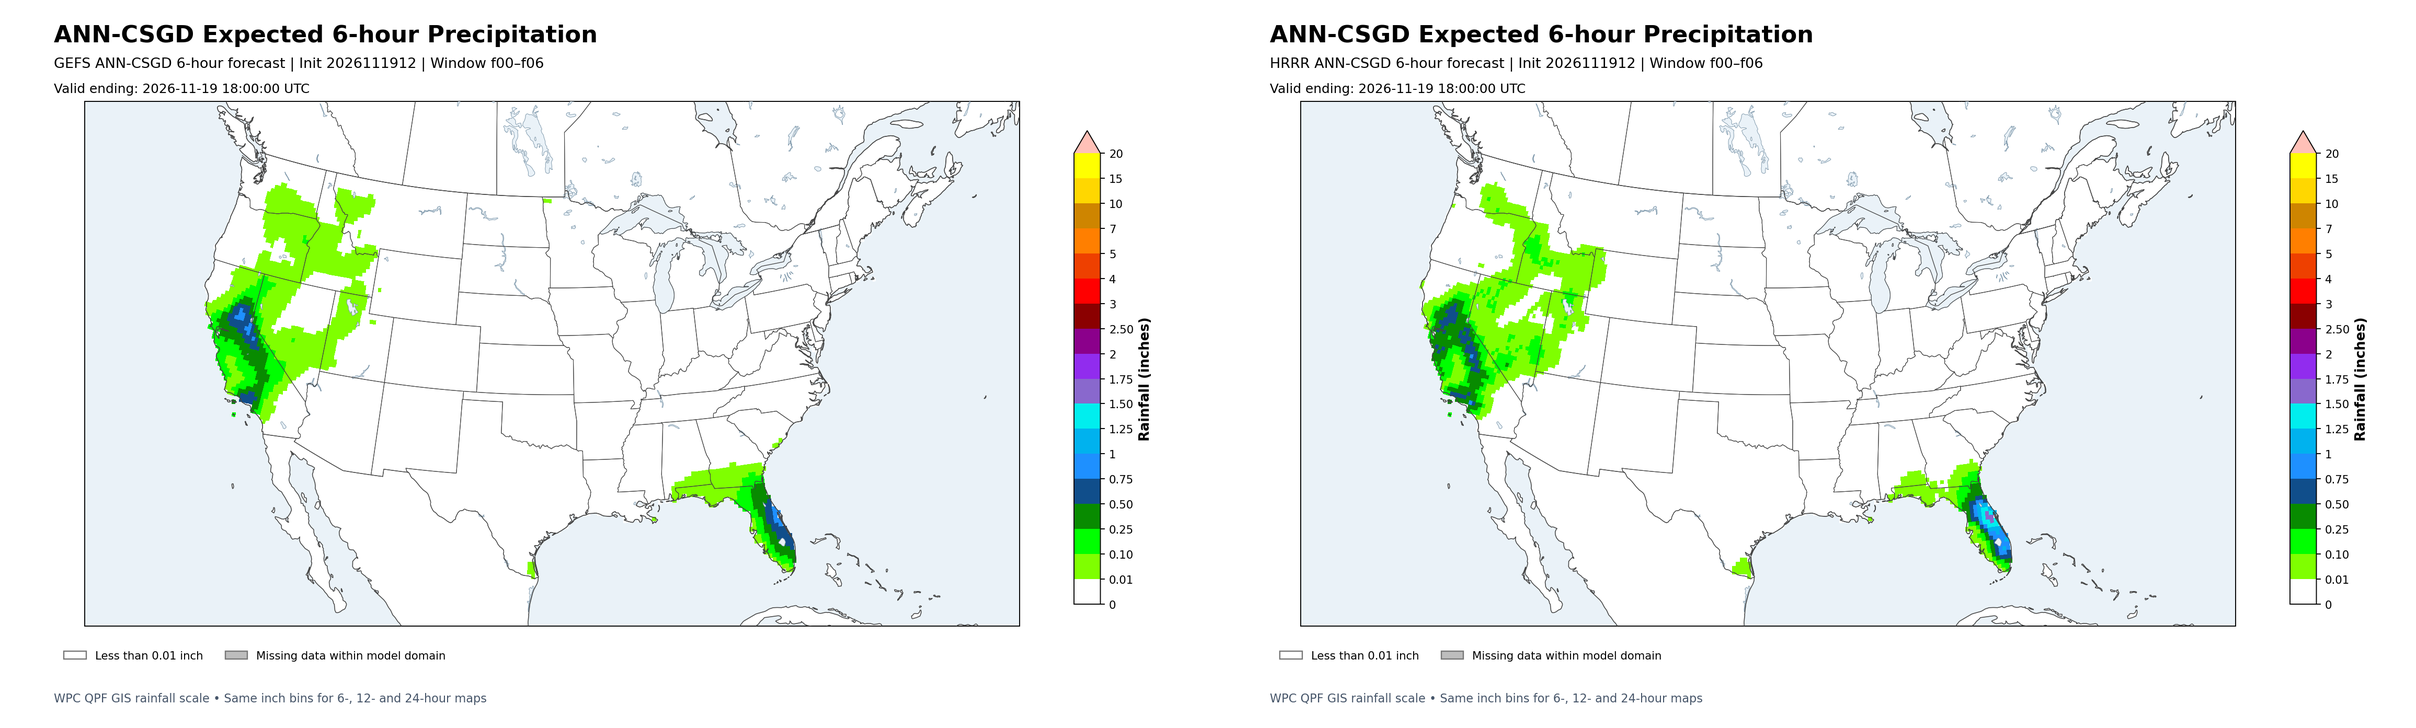 ANN-CSGD Expected 6-hour Precipitation
GEFS ANN-CSGD 6-hour forecast | Init 2026111912 | Window f00–f06
Valid ending: 2026-11-19 18:00:00 UTC
20
15
10
7
5
4
3
2.50
2
1.75
1.50
1.25
1
0.75
0.50
0.25
0.10
0.01
0
Rainfall (inches)
Less than 0.01 inch
Missing data within model domain
WPC QPF GIS rainfall scale • Same inch bins for 6-, 12- and 24-hour maps
ANN-CSGD Expected 6-hour Precipitation
HRRR ANN-CSGD 6-hour forecast | Init 2026111912 | Window f00–f06
Valid ending: 2026-11-19 18:00:00 UTC
20
15
10
7
5
4
3
2.50
2
1.75
1.50
1.25
1
0.75
0.50
0.25
0.10
0.01
0
Rainfall (inches)
Less than 0.01 inch
Missing data within model domain
WPC QPF GIS rainfall scale • Same inch bins for 6-, 12- and 24-hour maps